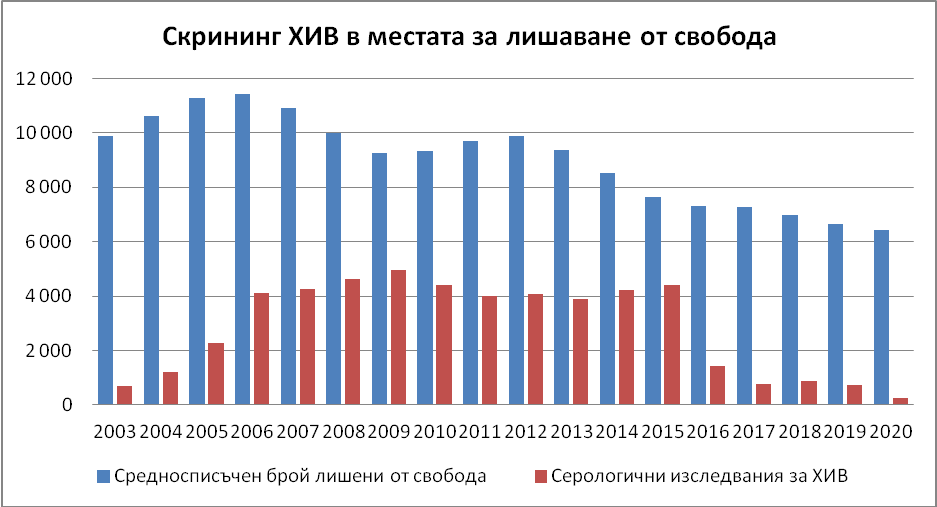 Скрининг ХИВ в местата за лишаване от свобода
12 000
10 000
8 000
6 000
4 000
2 000
0
2003 2004 2005 2006 2007 2008 2009 2010 2011 2012 2013 2014 2015 2016 2017 2018 2019 2020
Средносписъчен брой лишени от свобода Серологични изследвания за ХИВ